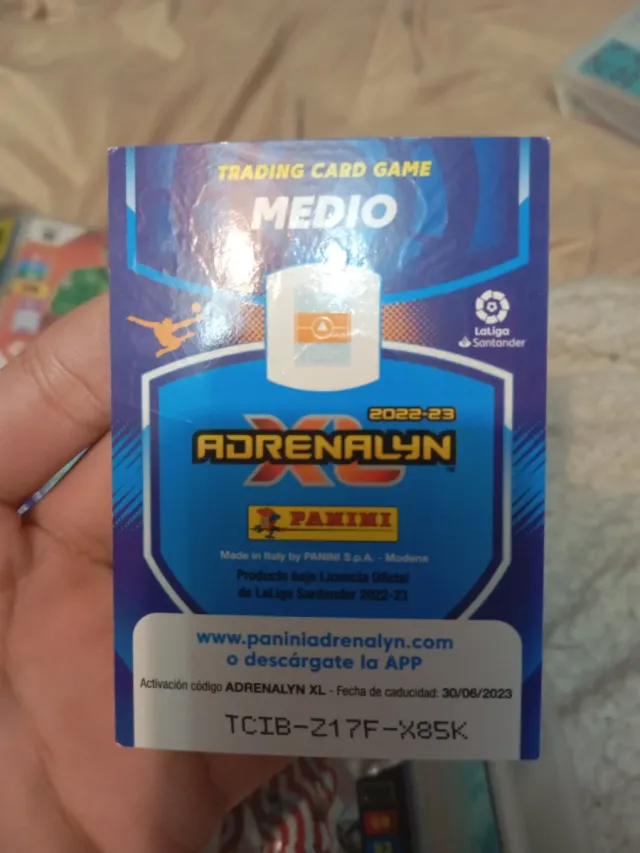 TRADING CARD GAME
MEDIO
LaLiga
Santander
2022-23
ADRENALYN
XL
™
PANINI
Made in Italy by PANINI S.p.A. - Modena
Producto bajo Licencia Oficial
de LaLiga Santander 2022-23
www.paniniadrenalyn.com
o descárgate la APP
Activación código ADRENALYN XL - Fecha de caducidad: 30/06/2023
TCIB-Z17F-X85K